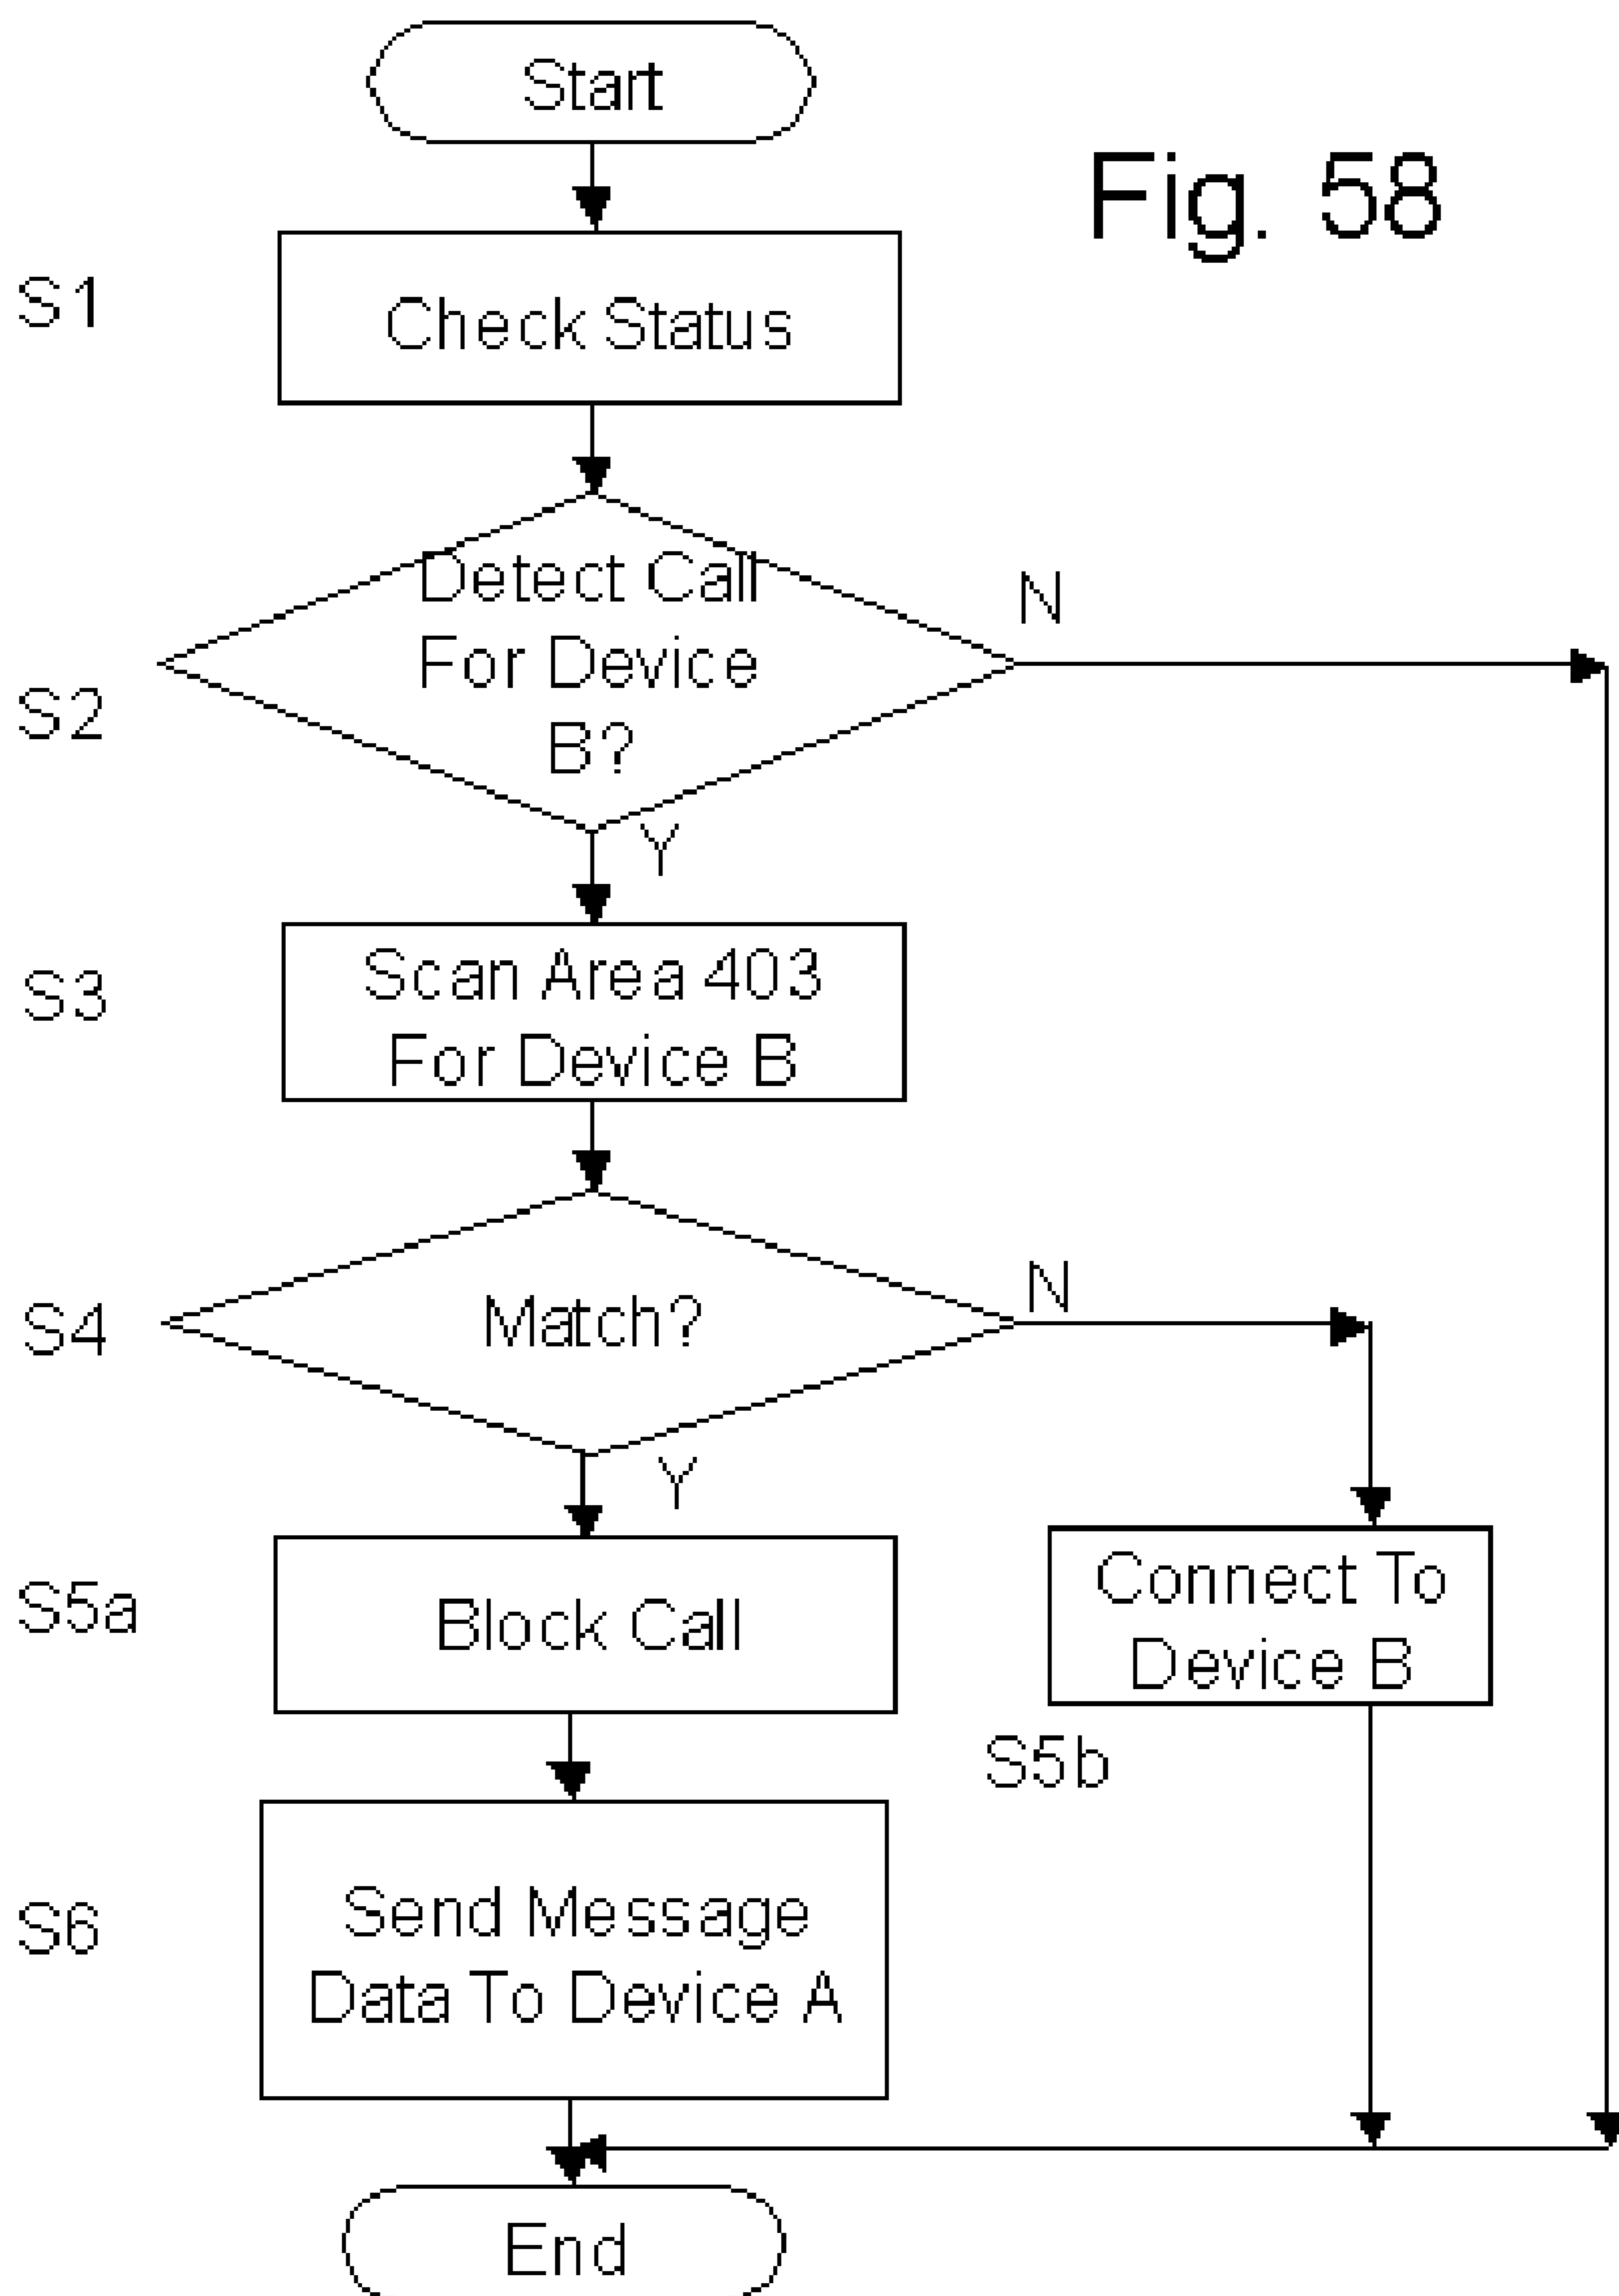 Start
Fig. 58
S1
Check Status
Detect Call
For Device
B?
N
S2
Y
S3
Scan Area 403
For Device B
S4
Match?
N
Y
S5a
Block Call
Connect To
Device B
S5b
S6
Send Message
Data To Device A
End